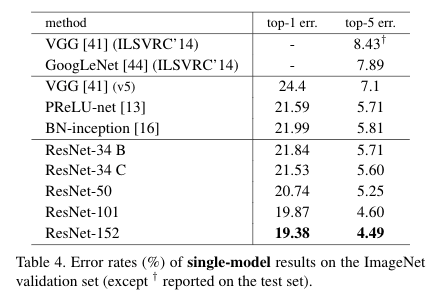 method top-1 err. top-5 err.
VGG [41] (ILSVRC'14) - 8.43†
GoogLeNet [44] (ILSVRC'14) - 7.89
VGG [41] (v5) 24.4 7.1
PReLU-net [13] 21.59 5.71
BN-inception [16] 21.99 5.81
ResNet-34 B 21.84 5.71
ResNet-34 C 21.53 5.60
ResNet-50 20.74 5.25
ResNet-101 19.87 4.60
ResNet-152 19.38 4.49
Table 4. Error rates (%) of single-model results on the ImageNet
validation set (except † reported on the test set).